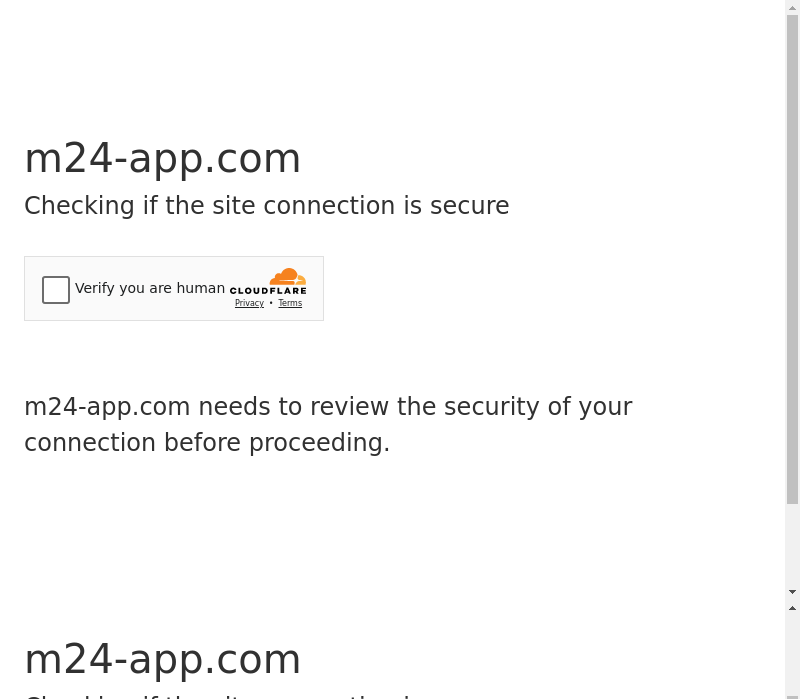 m24-app.com
Checking if the site connection is secure
Verify you are human
CLOUDFLARE
Privacy • Terms
m24-app.com needs to review the security of your
connection before proceeding.
m24-app.com